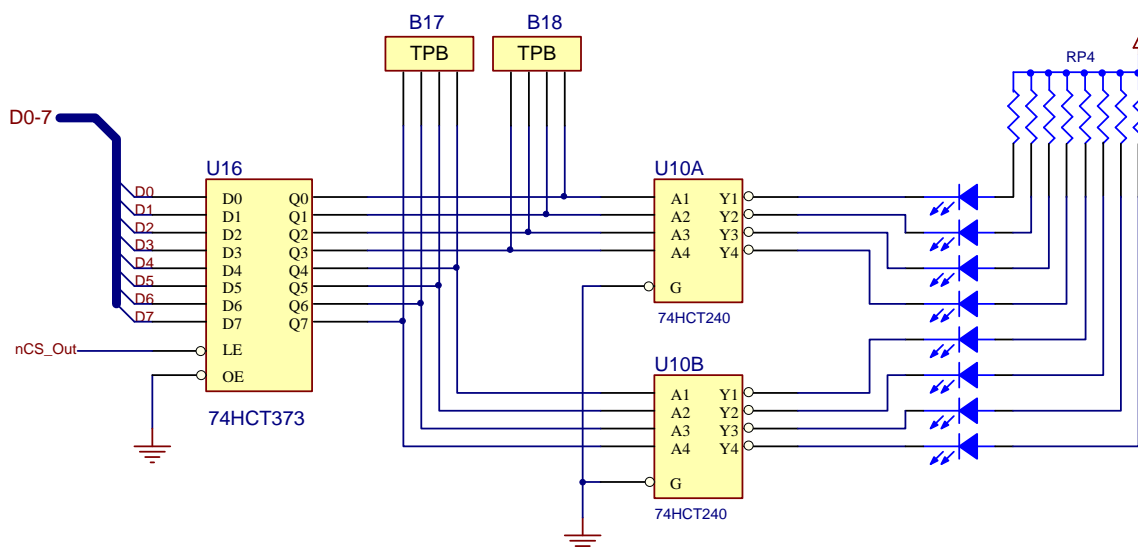 B17
B18
TPB
TPB
RP4
D0-7
U16
U10A
D0
D1
D2
D3
D4
D5
D6
D7
nCS_Out
D0
D1
D2
D3
D4
D5
D6
D7
LE
OE
Q0
Q1
Q2
Q3
Q4
Q5
Q6
Q7
74HCT373
A1
A2
A3
A4
G
Y1
Y2
Y3
Y4
74HCT240
U10B
A1
A2
A3
A4
G
Y1
Y2
Y3
Y4
74HCT240